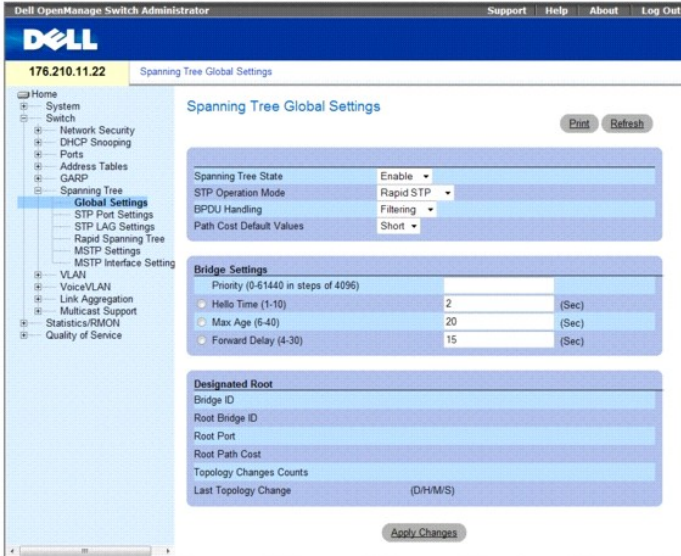 Dell OpenManage Switch Administrator
Support Help About Log Out
DELL
176.210.11.22 Spanning Tree Global Settings
Home
System
Switch
Network Security
DHCP Snooping
Ports
Address Tables
GARP
Spanning Tree
Global Settings
STP Port Settings
STP LAG Settings
Rapid Spanning Tree
MSTP Settings
MSTP Interface Setting
VLAN
VoiceVLAN
Link Aggregation
Multicast Support
Statistics/RMON
Quality of Service
Spanning Tree Global Settings
Print Refresh
Spanning Tree State Enable
STP Operation Mode Rapid STP
BPDU Handling Filtering
Path Cost Default Values Short
Bridge Settings
Priority (0-61440 in steps of 4096)
Hello Time (1-10) 2 (Sec)
Max Age (6-40) 20 (Sec)
Forward Delay (4-30) 15 (Sec)
Designated Root
Bridge ID
Root Bridge ID
Root Port
Root Path Cost
Topology Changes Counts
Last Topology Change (D/H/M/S)
Apply Changes